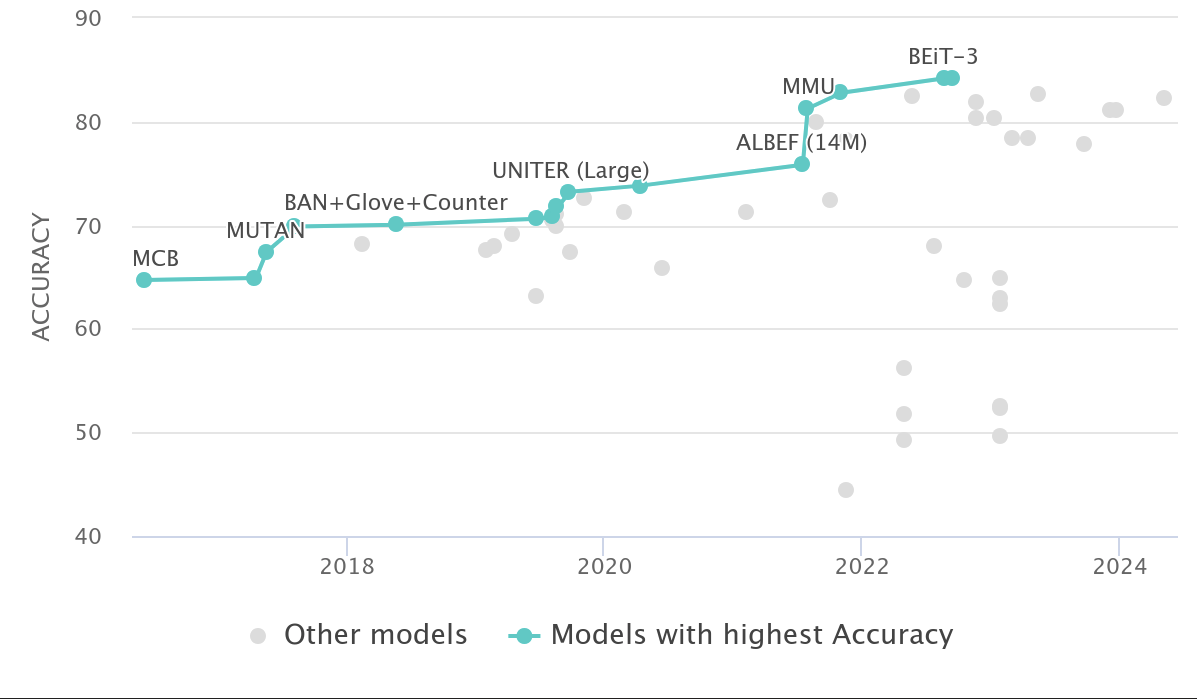 90
80
70
60
50
40
ACCURACY
BEiT-3
MMU
ALBEF (14M)
UNITER (Large)
BAN+Glove+Counter
MUTAN
MCB
2018
2020
2022
2024
Other models
Models with highest Accuracy